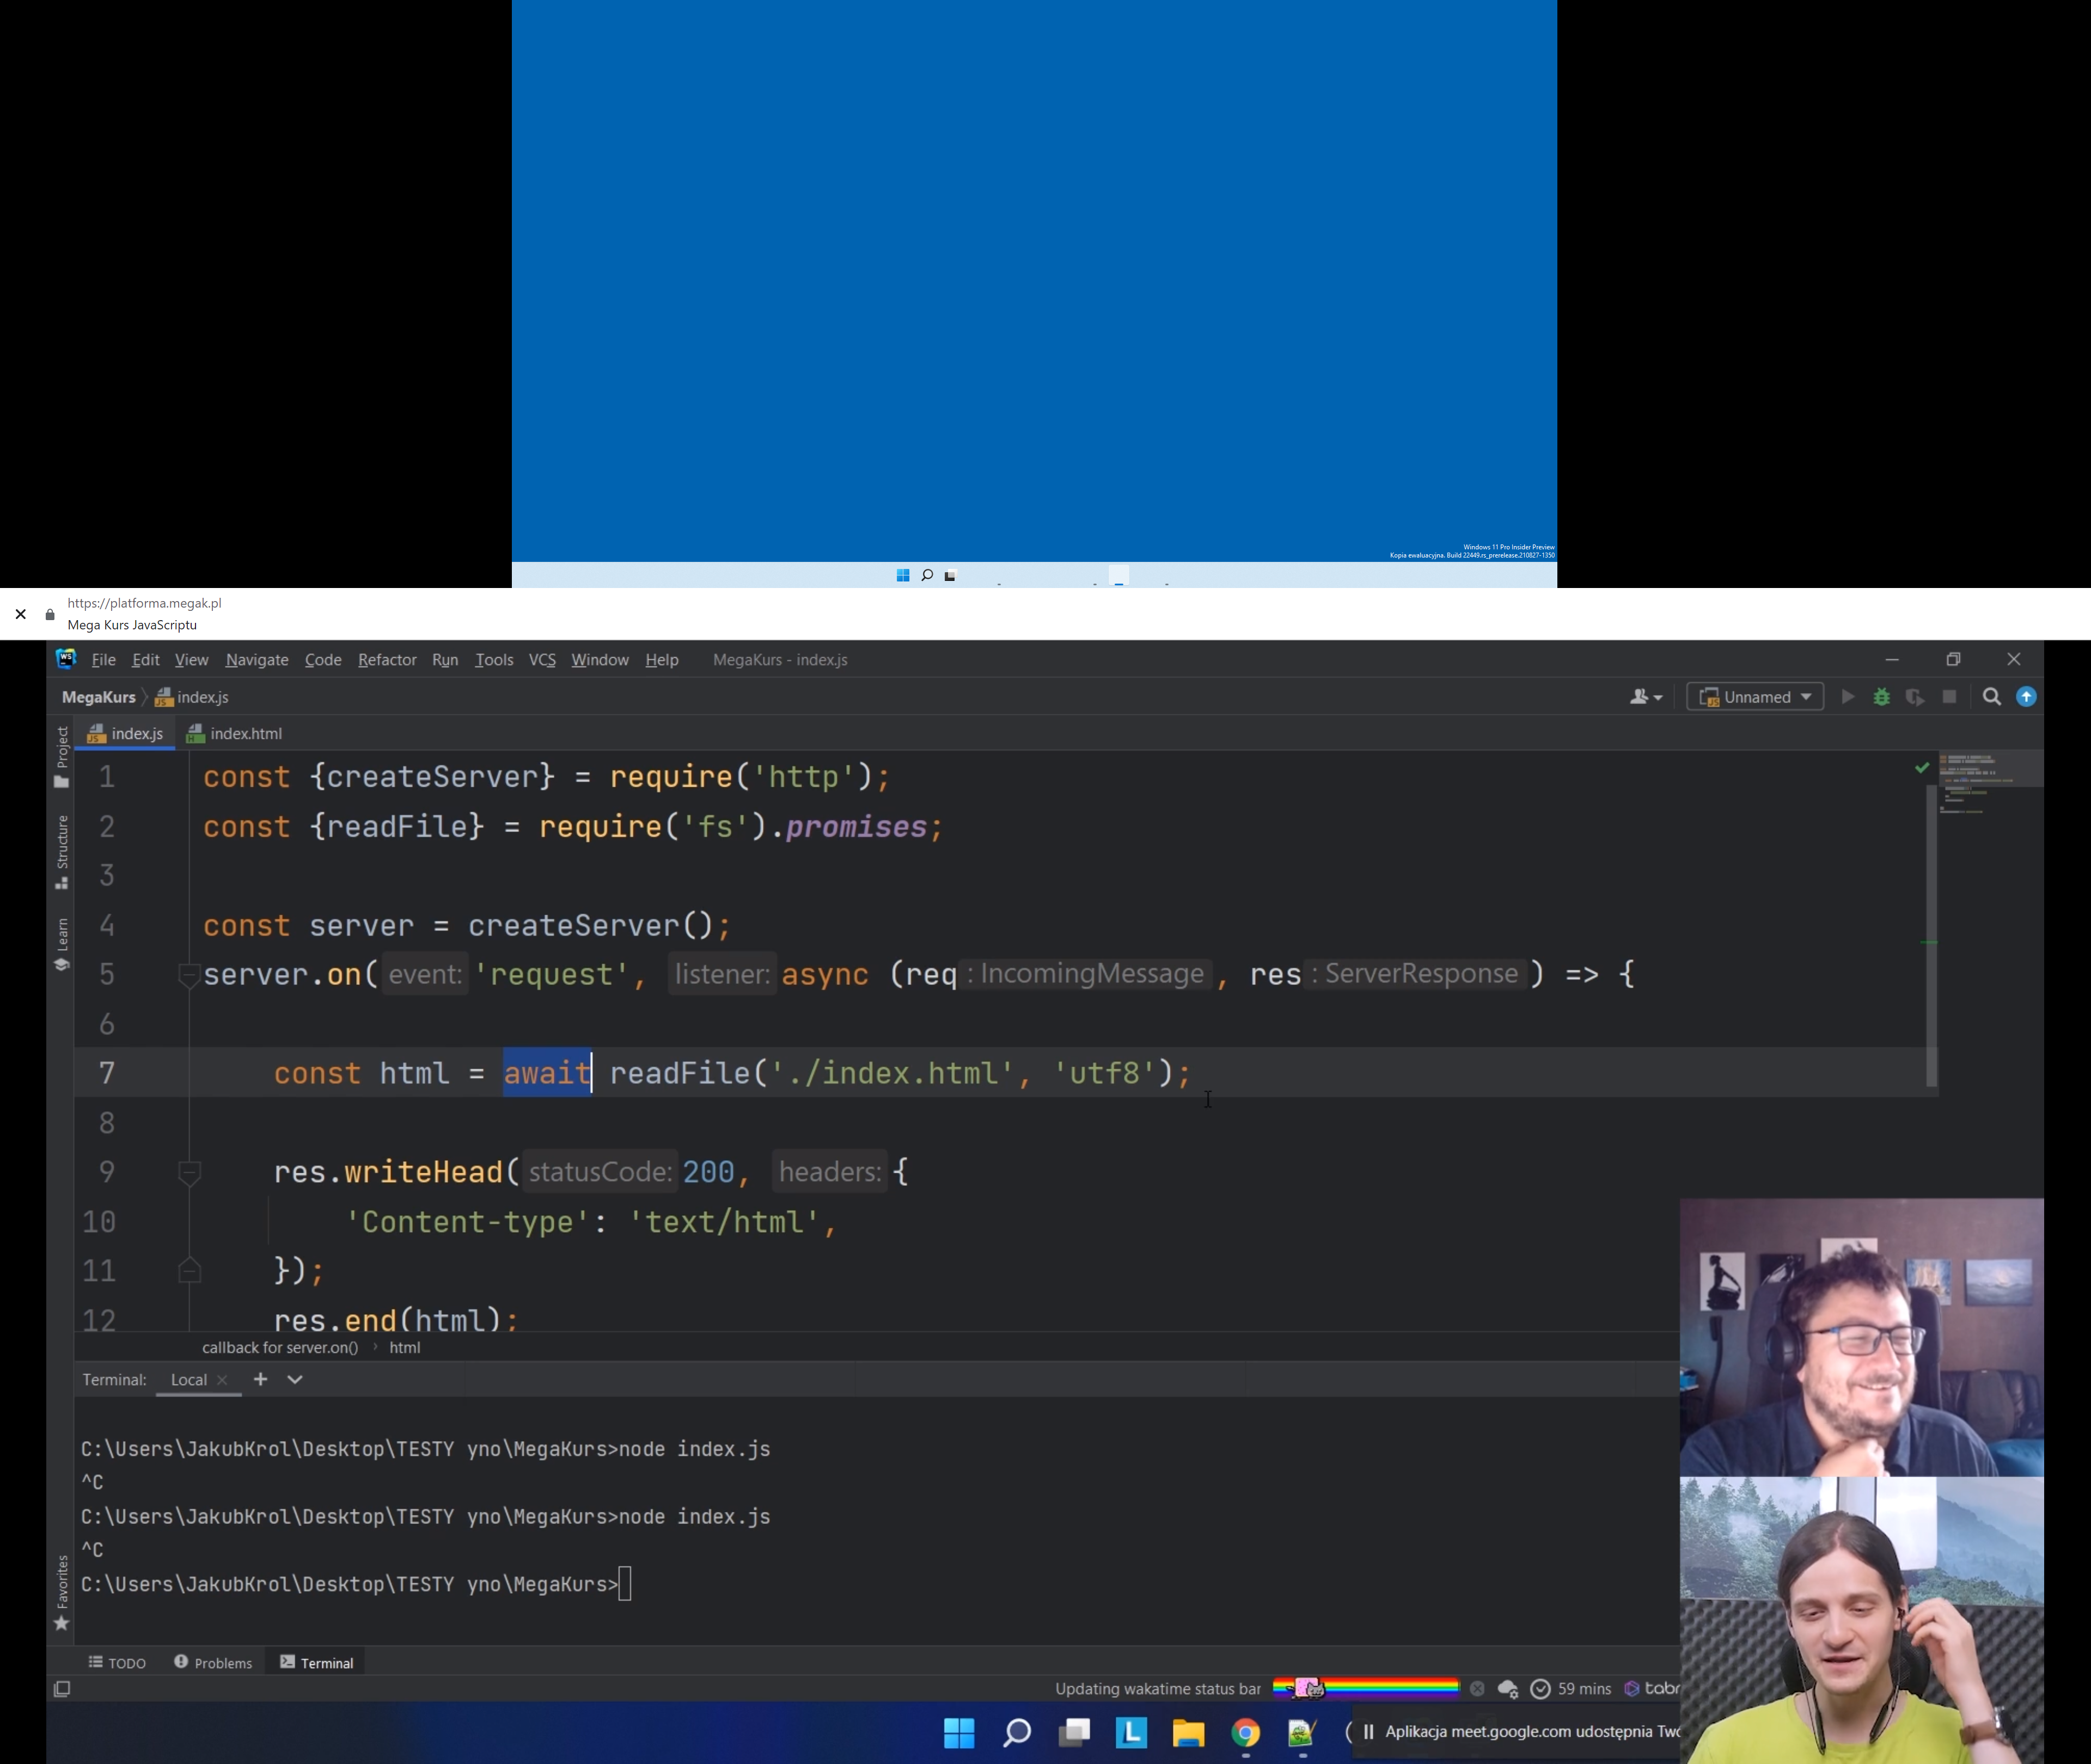 Windows 11 Pro Insider Preview
Kopia ewaluacyjna. Build 22449.rs_prerelease.210827-1350
https://platforma.megak.pl
Mega Kurs JavaScriptu
WS File Edit View Navigate Code Refactor Run Tools VCS Window Help MegaKurs - index.js
MegaKurs index.js Unnamed
index.js index.html
Project
Structure
Learn
1 const {createServer} = require('http');
2 const {readFile} = require('fs').promises;
3
4 const server = createServer();
5 server.on( event: 'request', listener: async (req : IncomingMessage , res : ServerResponse ) => {
6
7 const html = await readFile('./index.html', 'utf8');
8
9 res.writeHead( statusCode: 200, headers: {
10 'Content-type': 'text/html',
11 });
12 res.end(html);
callback for server.on() › html
Terminal: Local × +
C:\Users\JakubKrol\Desktop\TESTY yno\MegaKurs>node index.js
^C
C:\Users\JakubKrol\Desktop\TESTY yno\MegaKurs>node index.js
^C
C:\Users\JakubKrol\Desktop\TESTY yno\MegaKurs>
Favorites
TODO Problems Terminal
Updating wakatime status bar 59 mins
L Aplikacja meet.google.com udostępnia